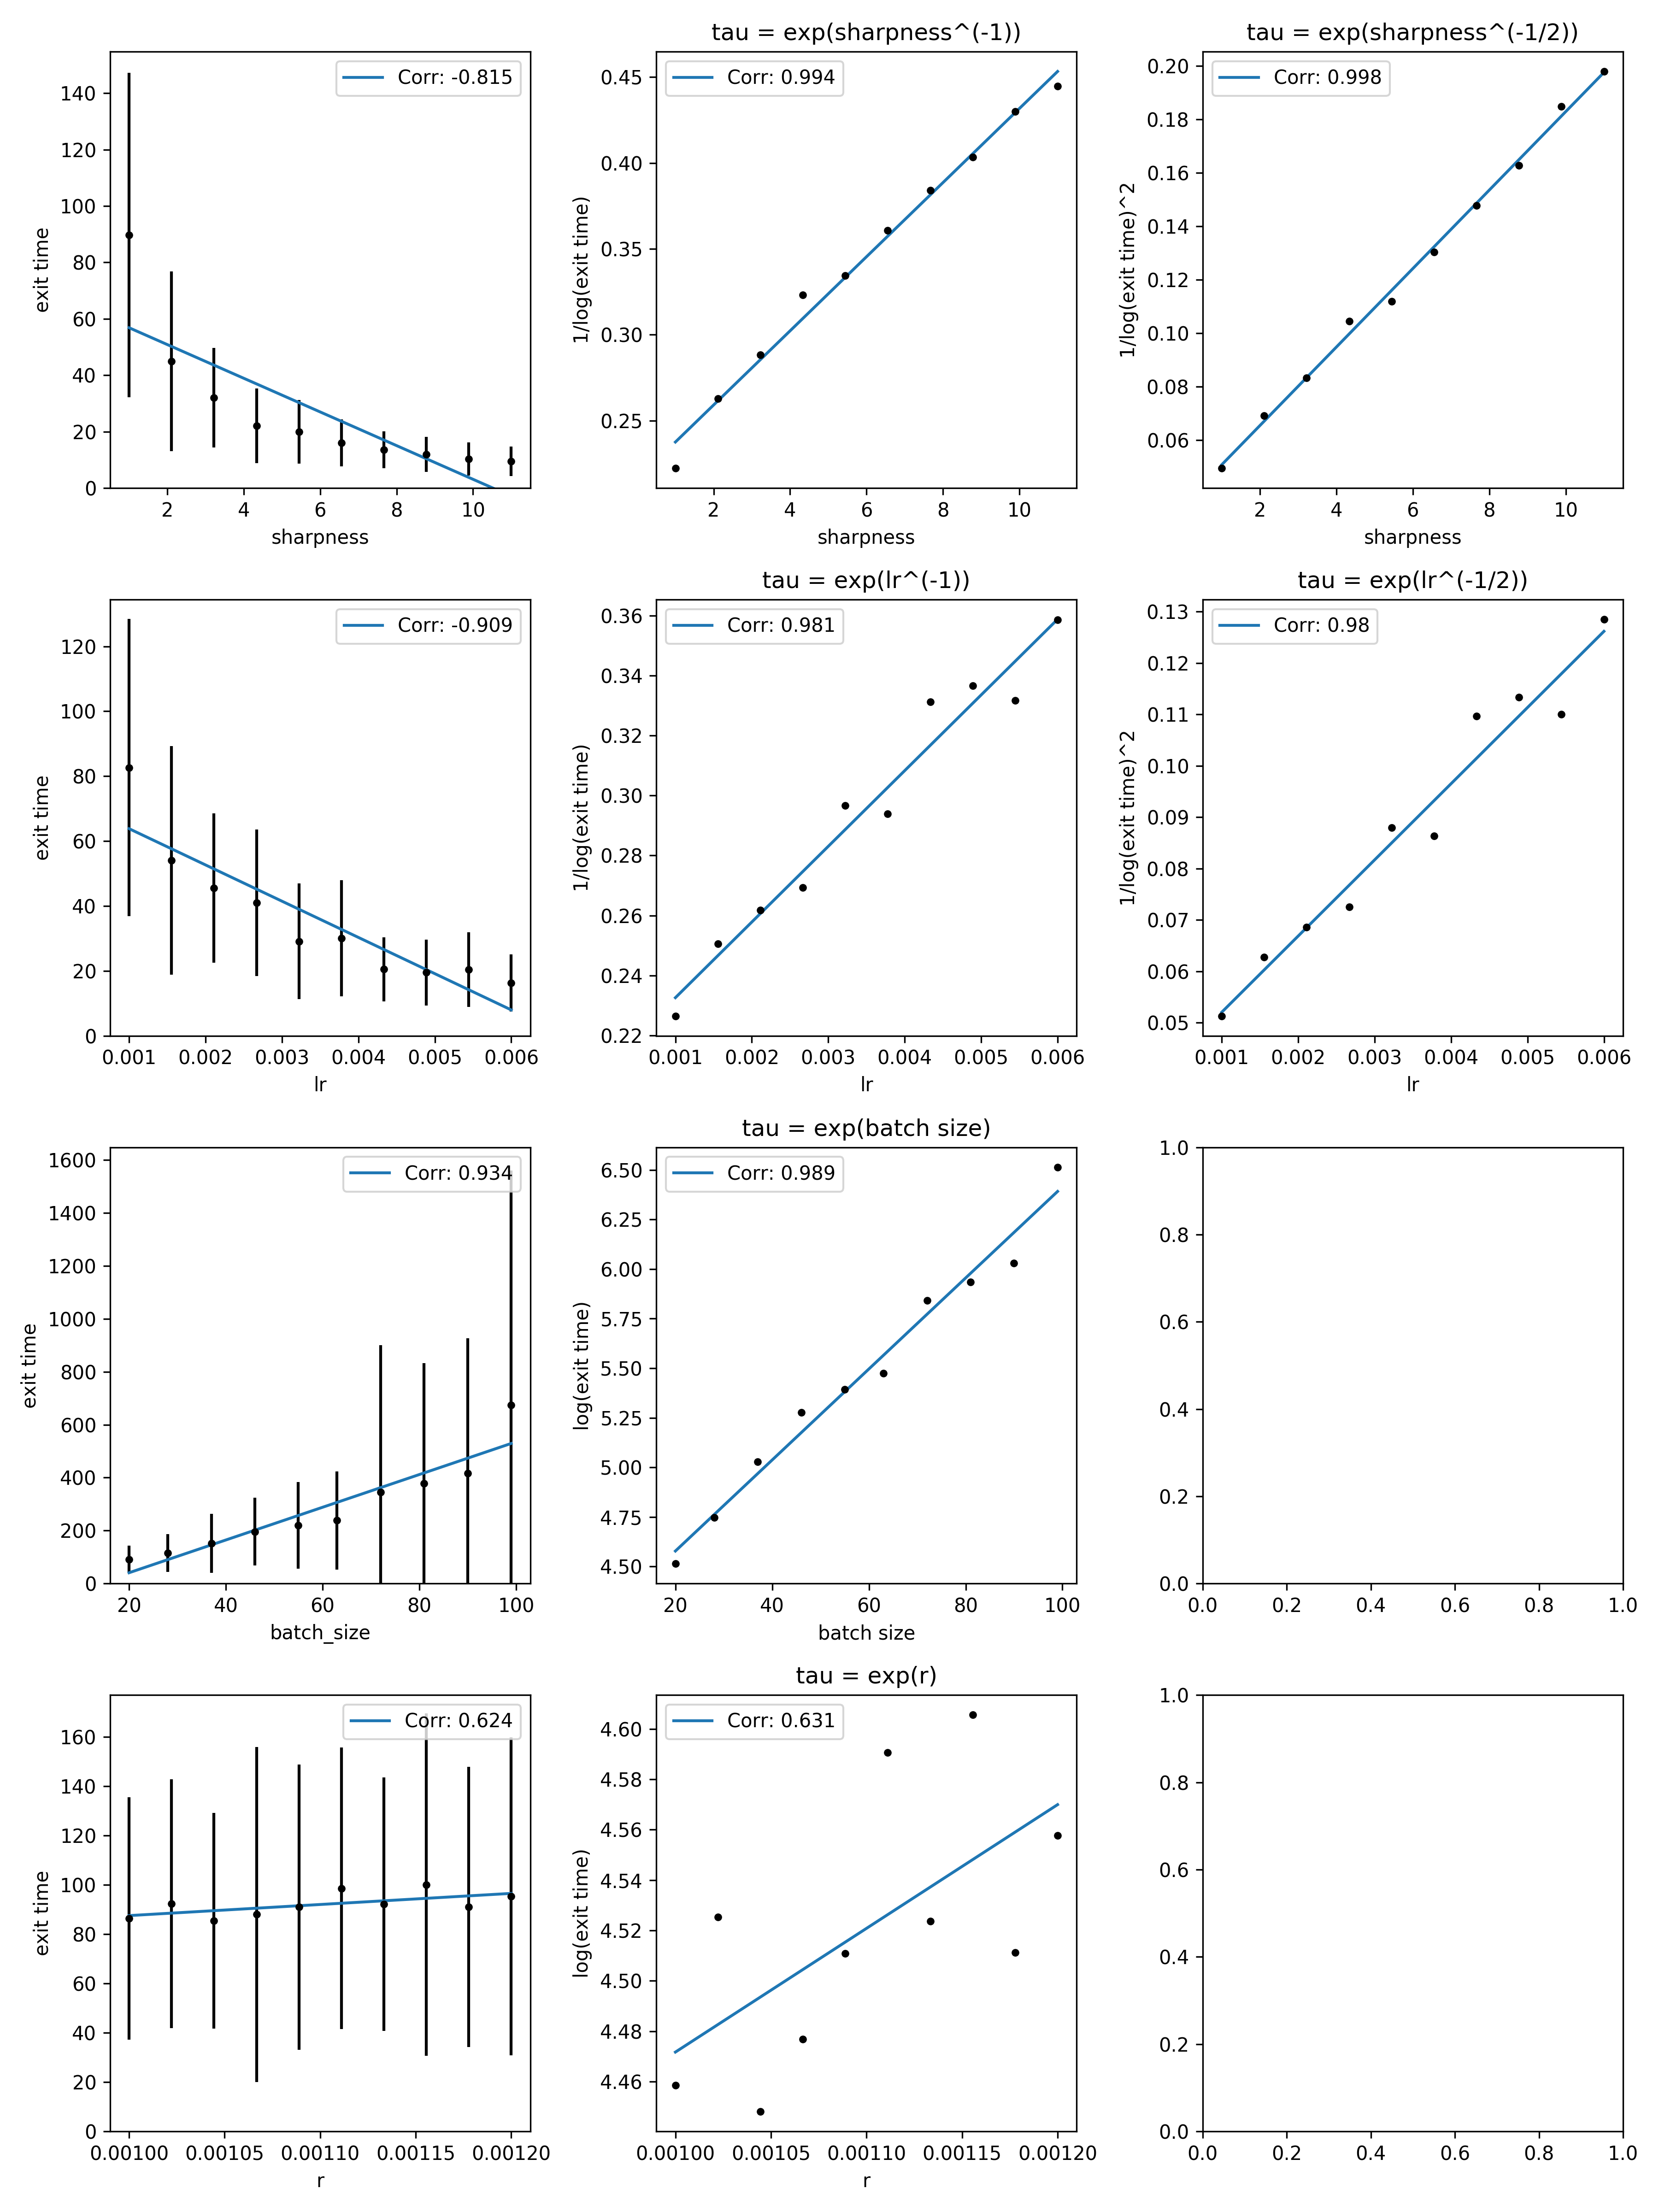 Corr: -0.815
140
120
100
80
60
40
20
0
exit time
2 4 6 8 10
sharpness
tau = exp(sharpness^(-1))
Corr: 0.994
0.45
0.40
0.35
0.30
0.25
1/log(exit time)
2 4 6 8 10
sharpness
tau = exp(sharpness^(-1/2))
Corr: 0.998
0.20
0.18
0.16
0.14
0.12
0.10
0.08
0.06
1/log(exit time)^2
2 4 6 8 10
sharpness
Corr: -0.909
120
100
80
60
40
20
0
exit time
0.001 0.002 0.003 0.004 0.005 0.006
lr
tau = exp(lr^(-1))
Corr: 0.981
0.36
0.34
0.32
0.30
0.28
0.26
0.24
0.22
1/log(exit time)
0.001 0.002 0.003 0.004 0.005 0.006
lr
tau = exp(lr^(-1/2))
Corr: 0.98
0.13
0.12
0.11
0.10
0.09
0.08
0.07
0.06
0.05
1/log(exit time)^2
0.001 0.002 0.003 0.004 0.005 0.006
lr
Corr: 0.934
1600
1400
1200
1000
800
600
400
200
0
exit time
20 40 60 80 100
batch_size
tau = exp(batch size)
Corr: 0.989
6.50
6.25
6.00
5.75
5.50
5.25
5.00
4.75
4.50
log(exit time)
20 40 60 80 100
batch size
1.0
0.8
0.6
0.4
0.2
0.0
0.0 0.2 0.4 0.6 0.8 1.0
Corr: 0.624
160
140
120
100
80
60
40
20
0
exit time
0.00100 0.00105 0.00110 0.00115 0.00120
r
tau = exp(r)
Corr: 0.631
4.60
4.58
4.56
4.54
4.52
4.50
4.48
4.46
log(exit time)
0.00100 0.00105 0.00110 0.00115 0.00120
r
1.0
0.8
0.6
0.4
0.2
0.0
0.0 0.2 0.4 0.6 0.8 1.0